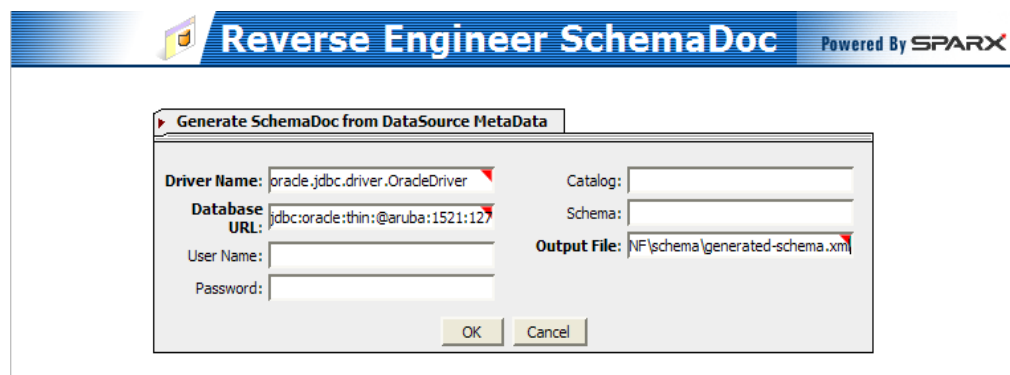 Reverse Engineer SchemaDoc
Powered By SPARX
Generate SchemaDoc from DataSource MetaData
Driver Name: oracle.jdbc.driver.OracleDriver
Database URL: jdbc:oracle:thin:@aruba:1521:127
User Name:
Password:
Catalog:
Schema:
Output File: NF\schema\generated-schema.xml
OK
Cancel